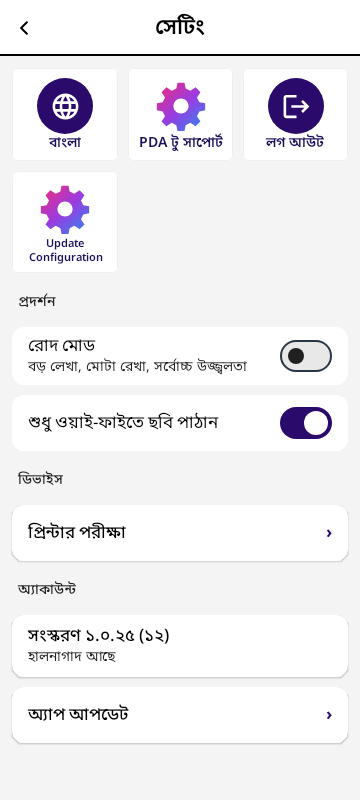 সেটিং
বাংলা
PDA টু সাপোর্ট
লগ আউট
Update
Configuration
প্রদর্শন
রোদ মোড
বড় লেখা, মোটা রেখা, সর্বোচ্চ উজ্জ্বলতা
শুধু ওয়াই-ফাইতে ছবি পাঠান
ডিভাইস
প্রিন্টার পরীক্ষা
অ্যাকাউন্ট
সংস্করণ ১.০.২৫ (১২)
হালনাগাদ আছে
অ্যাপ আপডেট